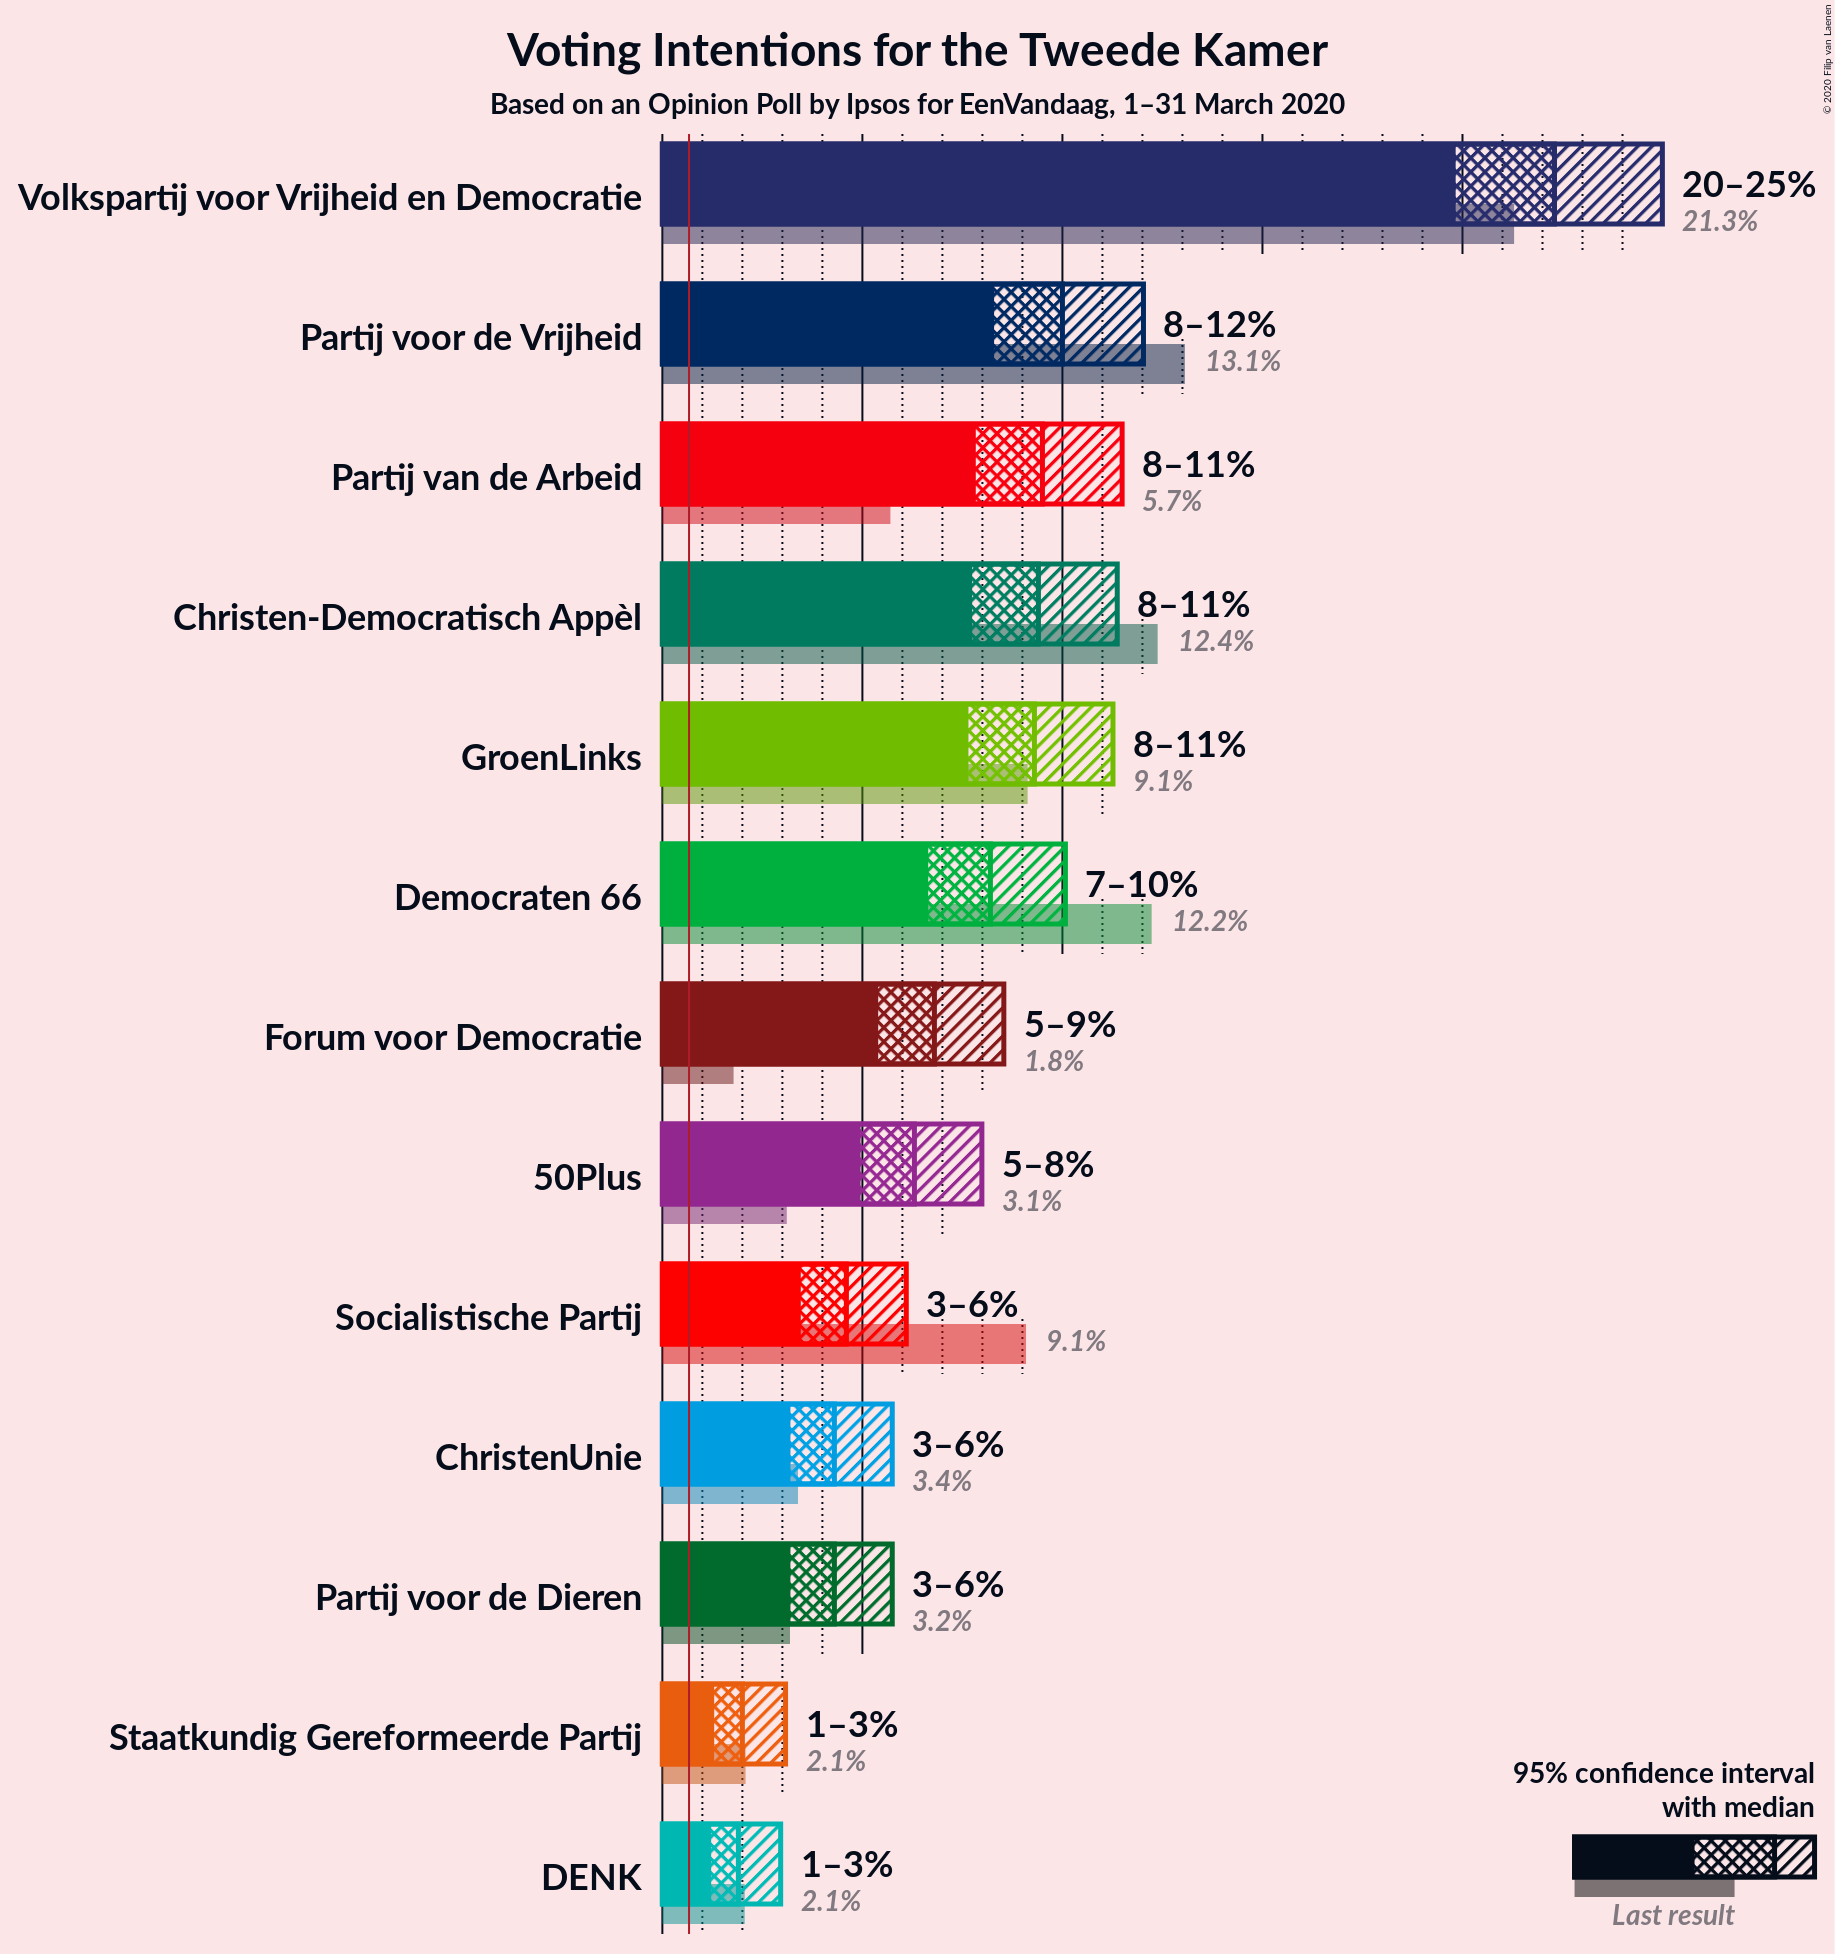 Voting Intentions for the Tweede Kamer
Based on an Opinion Poll by Ipsos for EenVandaag, 1–31 March 2020
© 2020 Filip van Laenen
Volkspartij voor Vrijheid en Democratie
20–25%
21.3%
Partij voor de Vrijheid
8–12%
13.1%
Partij van de Arbeid
8–11%
5.7%
Christen-Democratisch Appèl
8–11%
12.4%
GroenLinks
8–11%
9.1%
Democraten 66
7–10%
12.2%
Forum voor Democratie
5–9%
1.8%
50Plus
5–8%
3.1%
Socialistische Partij
3–6%
9.1%
ChristenUnie
3–6%
3.4%
Partij voor de Dieren
3–6%
3.2%
Staatkundig Gereformeerde Partij
1–3%
2.1%
DENK
1–3%
2.1%
95% confidence interval
with median
Last result